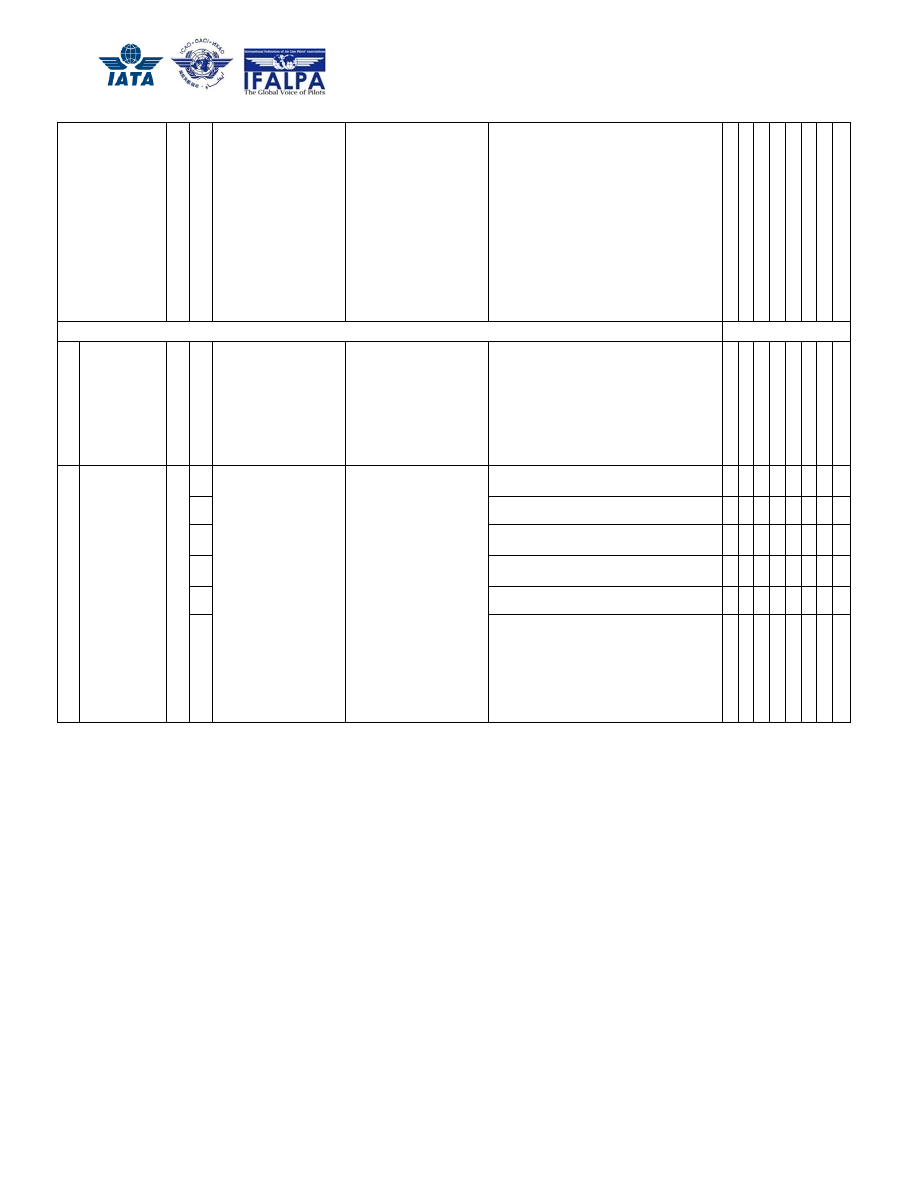 IATA
ICAO · OACI · ИКАО
International Federation of Air Line Pilots' Associations
IFALPA
The Global Voice of Pilots